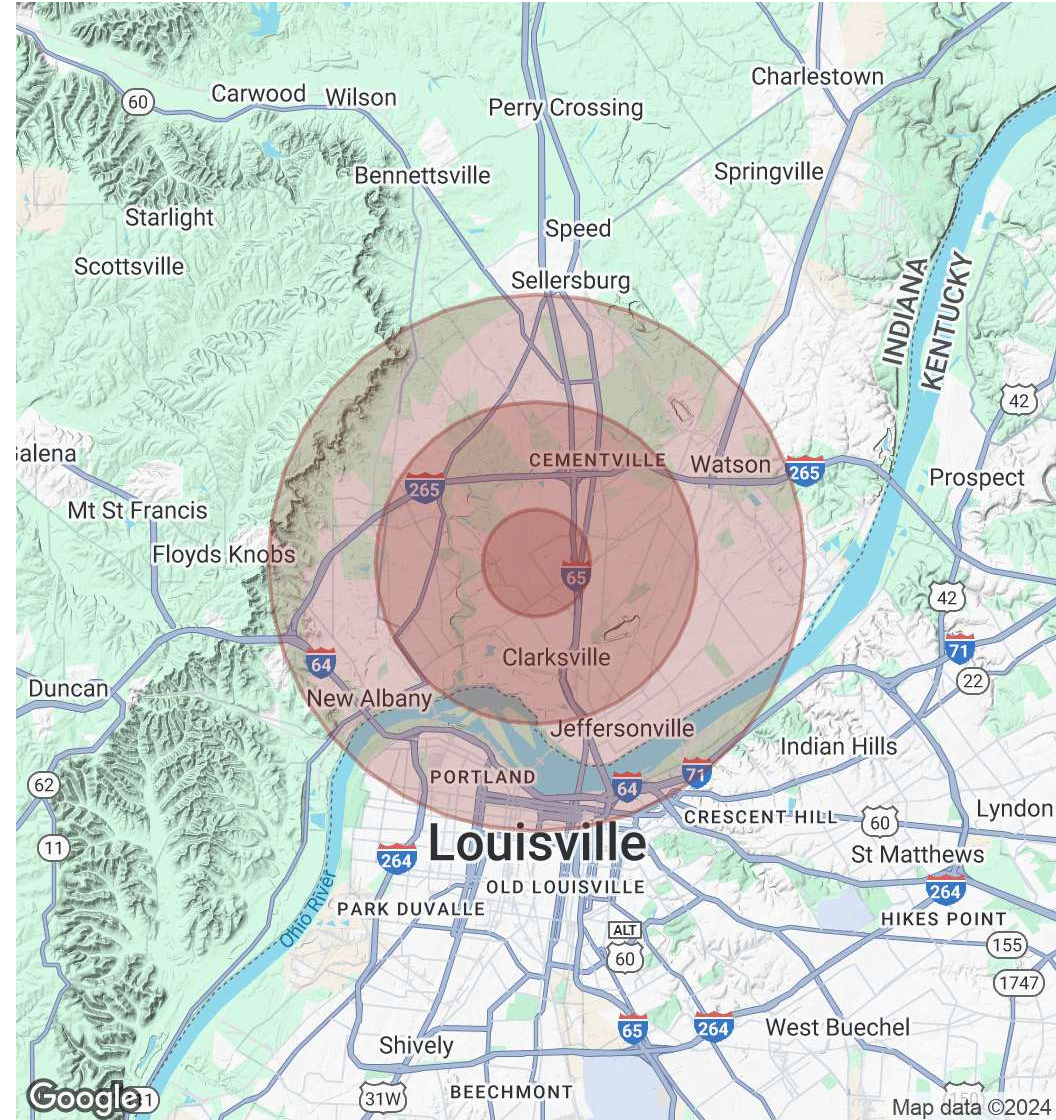 Charlestown
60
Carwood
Wilson
Perry Crossing
Bennettsville
Springville
Starlight
Speed
Scottsville
Sellersburg
INDIANA
KENTUCKY
42
CEMENTVILLE
Watson
265
265
Prospect
Mt St Francis
Floyds Knobs
65
42
71
Clarksville
64
22
Duncan
New Albany
Jeffersonville
Indian Hills
PORTLAND
64
71
62
CRESCENT HILL
60
Lyndon
11
Louisville
264
St Matthews
OLD LOUISVILLE
264
PARK DUVALLE
HIKES POINT
Ohio River
ALT
60
155
1747
65
264
West Buechel
Shively
BEECHMONT
31W
Google
Map data ©2024